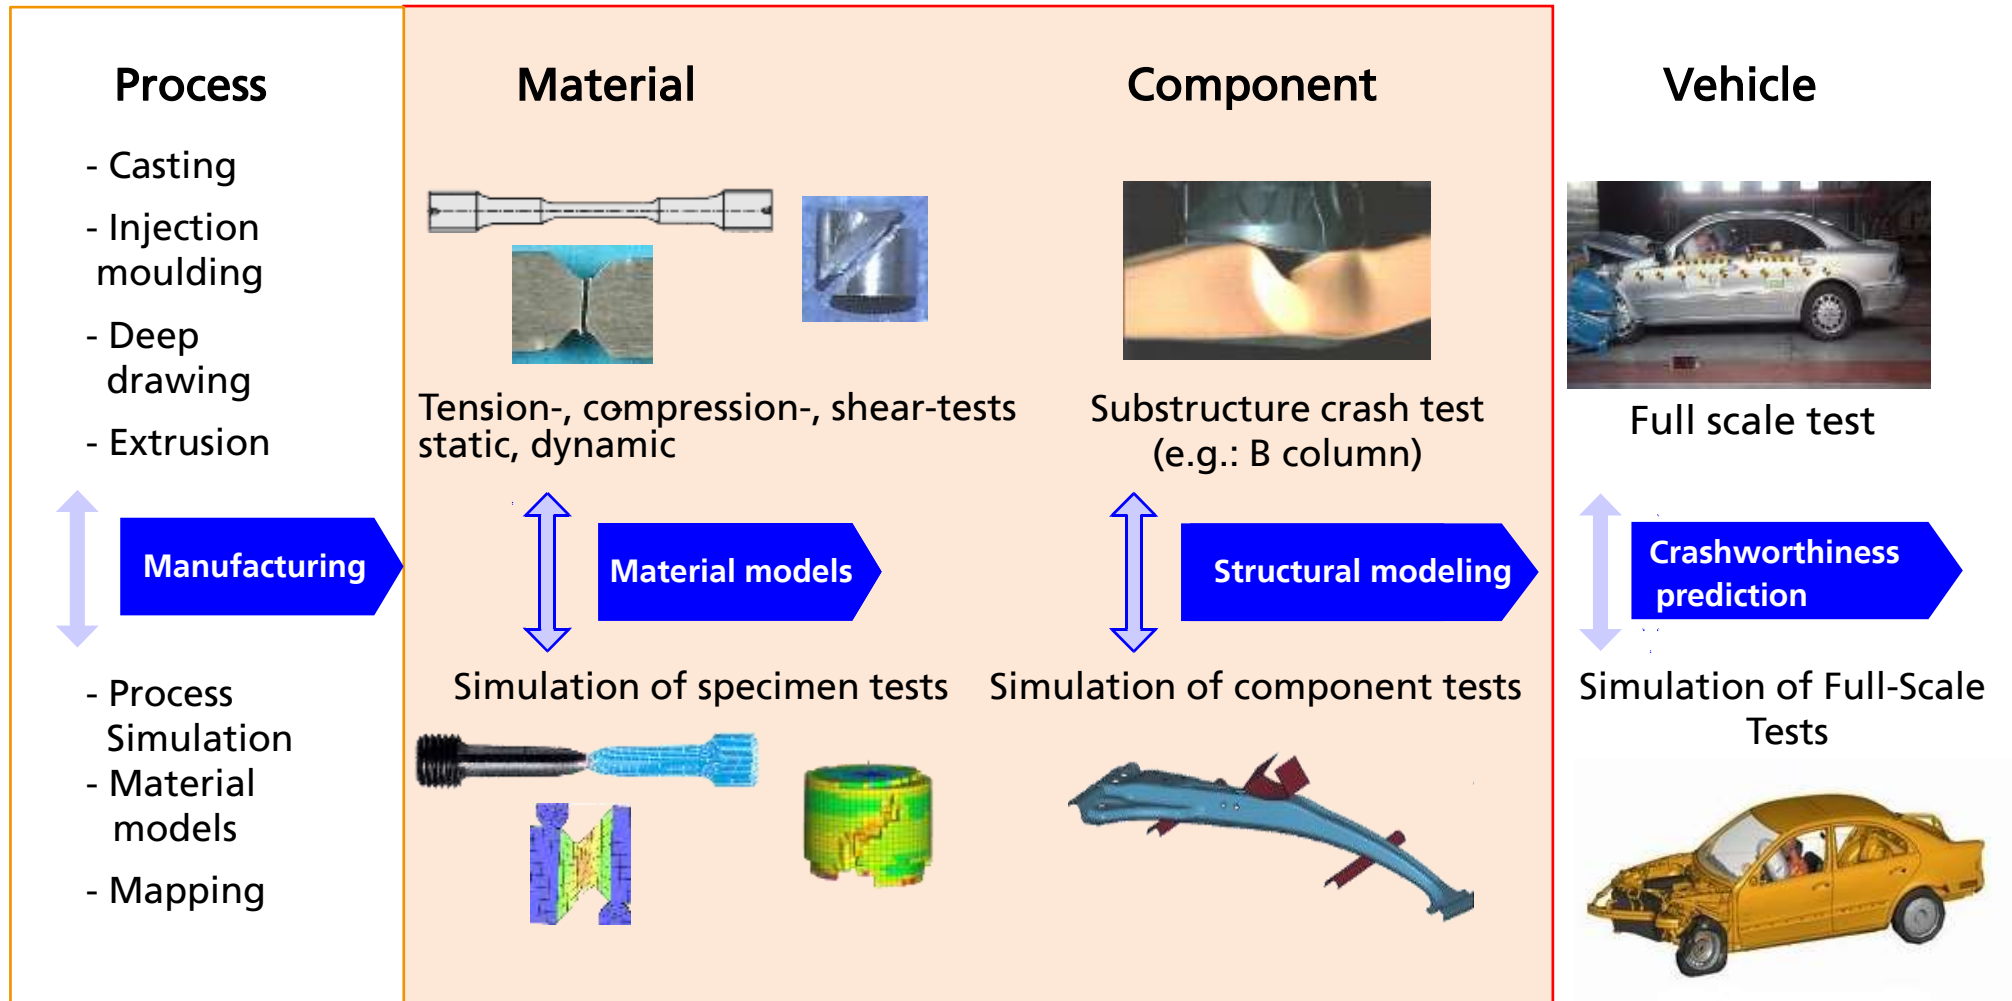 Process
- Casting
- Injection
moulding
- Deep
drawing
- Extrusion
Manufacturing
- Process
Simulation
- Material
models
- Mapping
Material
Tension-, compression-, shear-tests
static, dynamic
Material models
Simulation of specimen tests
Component
Substructure crash test
(e.g.: B column)
Structural modeling
Simulation of component tests
Vehicle
Full scale test
Crashworthiness
prediction
Simulation of Full-Scale
Tests